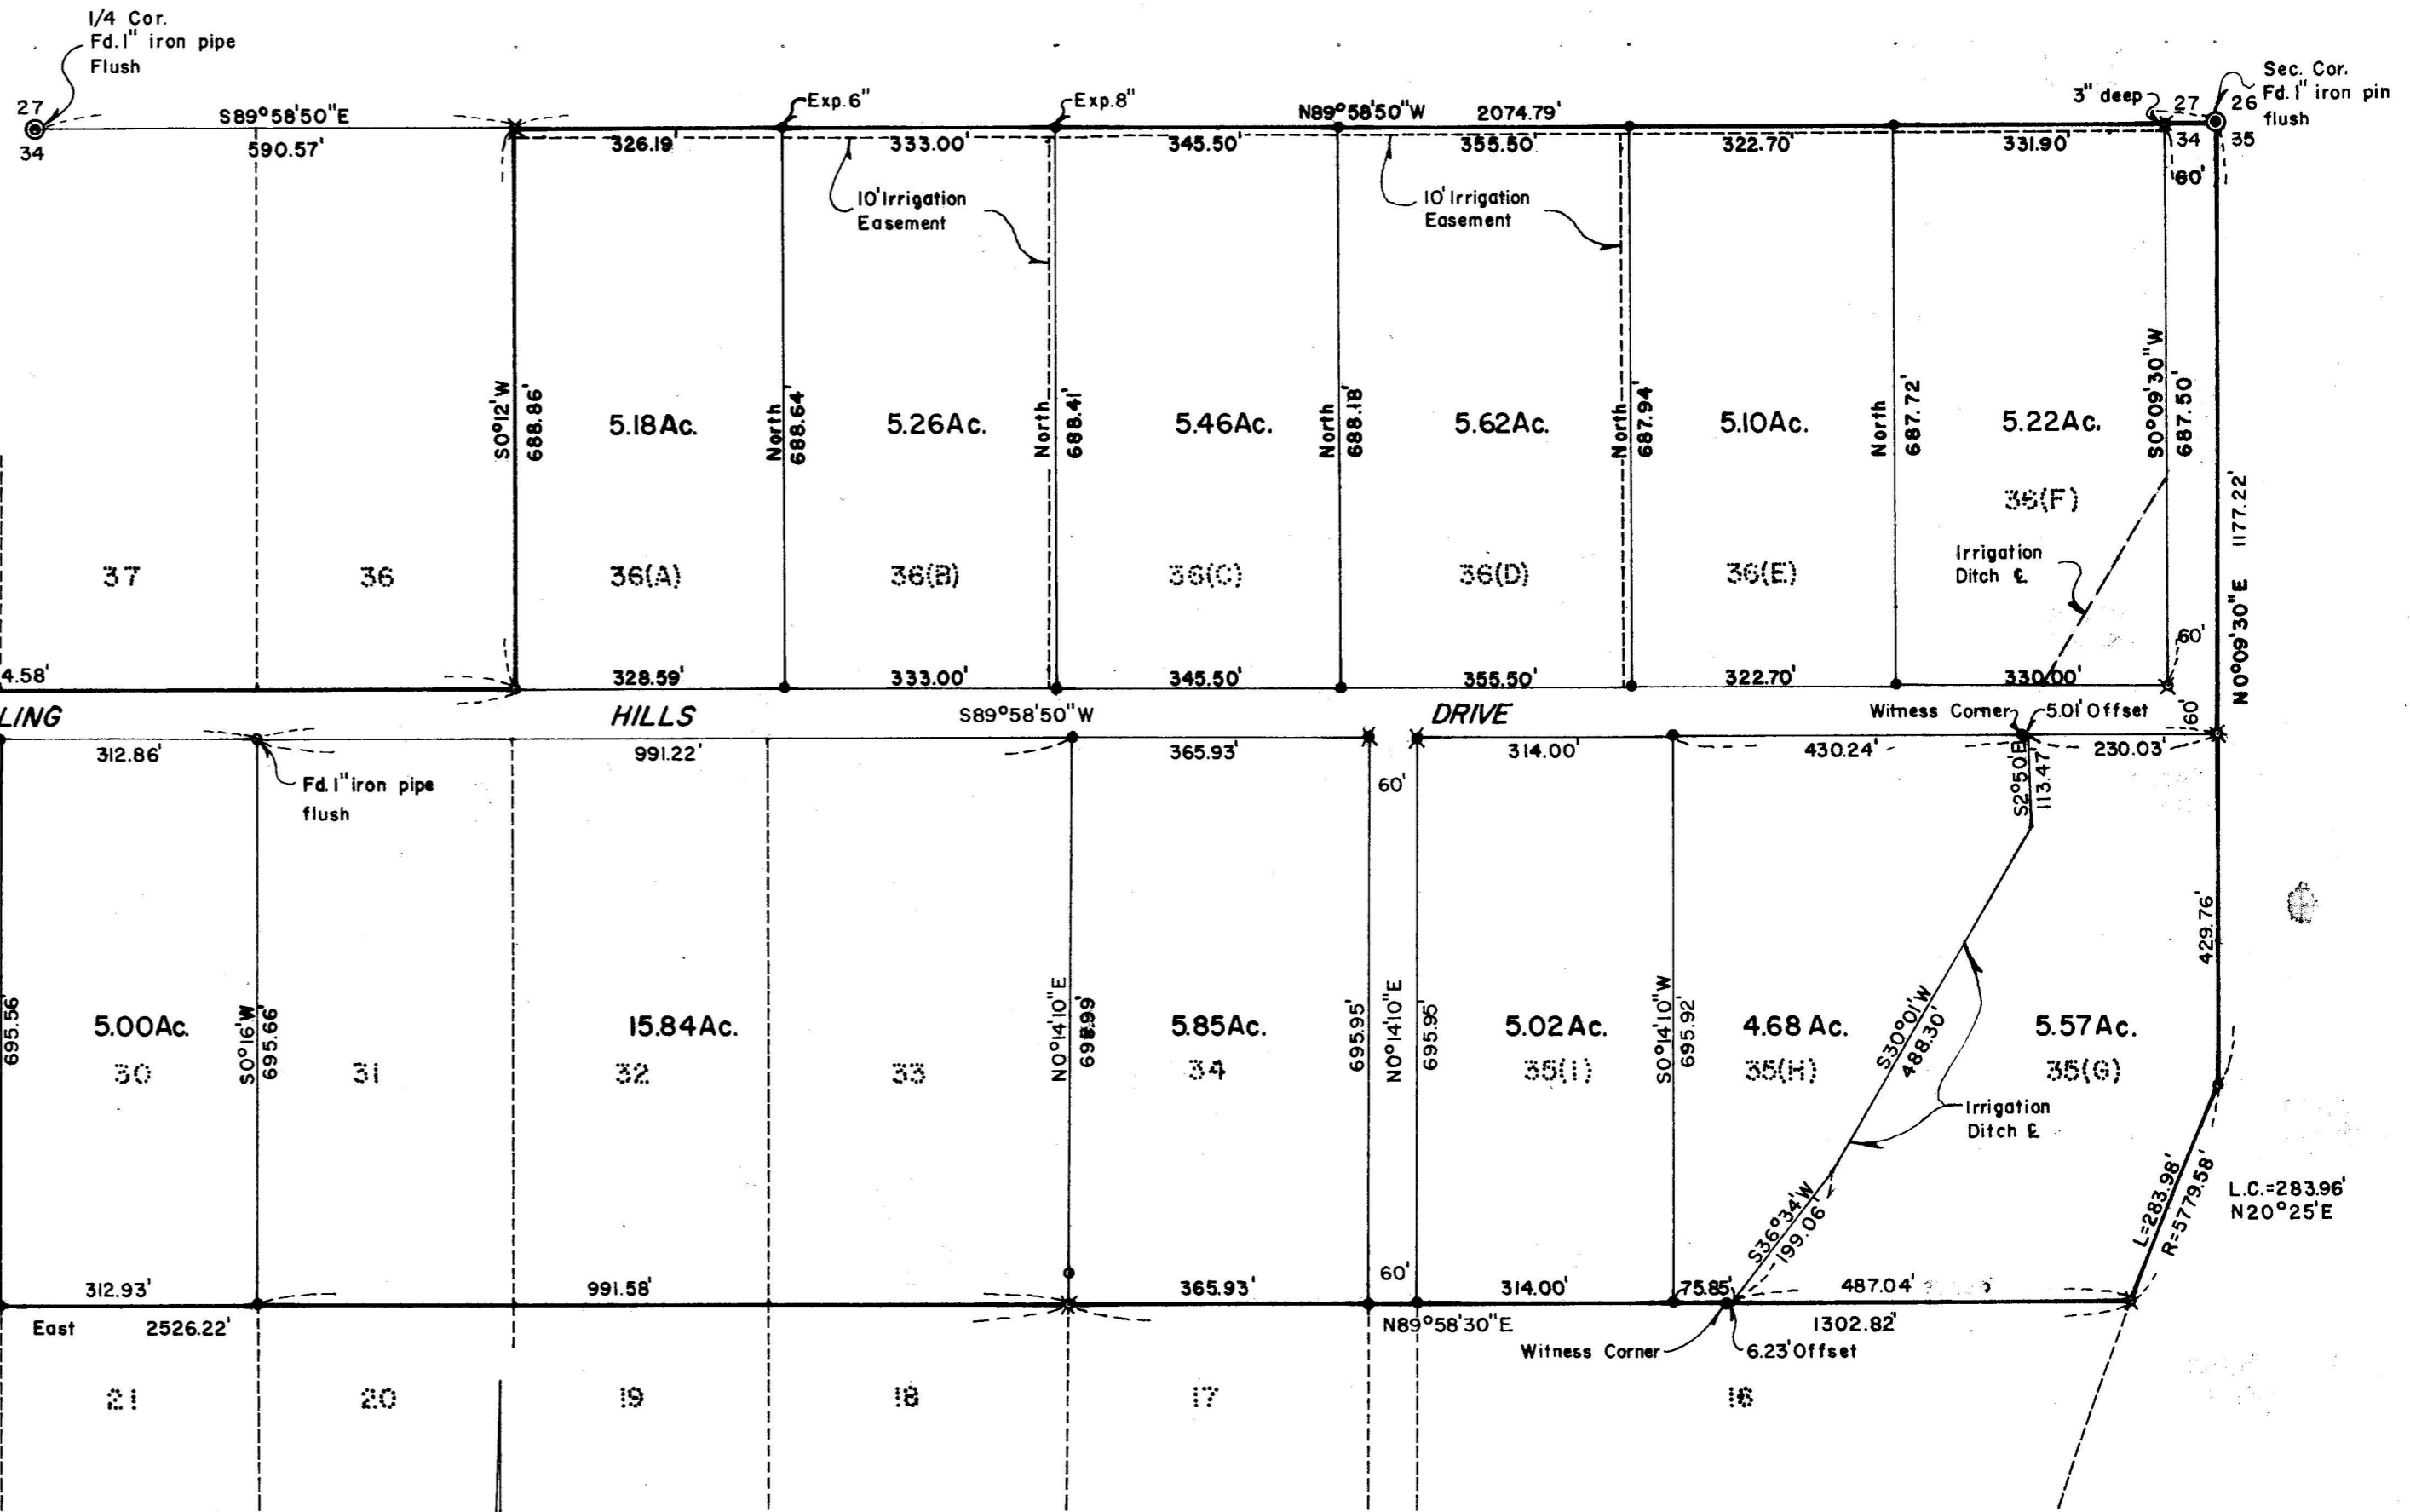 1/4 Cor.
Fd. 1" iron pipe
Flush
27
34
S89°58'50"E
590.57'
Exp. 6"
Exp. 8"
N89°58'50"W 2074.79'
3" deep
27
26
34
35
Sec. Cor.
Fd. 1" iron pin
flush
326.19'
333.00'
345.50'
355.50'
322.70'
331.90'
60'
10' Irrigation
Easement
10' Irrigation
Easement
S0°12'W
688.86'
5.18 Ac.
North
688.64'
5.26 Ac.
North
688.41'
5.46 Ac.
North
688.18'
5.62 Ac.
North
687.94'
5.10 Ac.
North
687.72'
5.22 Ac.
S0°09'30"W
687.50'
N0°09'30"E 1177.22'
36(F)
Irrigation
Ditch ℄
37
36
36(A)
36(B)
36(C)
36(D)
36(E)
60'
4.58'
328.59'
333.00'
345.50'
355.50'
322.70'
330.00'
LING HILLS DRIVE
S89°58'50"W
Witness Corner
5.01' Offset
60'
312.86'
991.22'
365.93'
314.00'
430.24'
230.03'
Fd. 1" iron pipe
flush
60'
S2°50'E
113.47'
695.56'
5.00 Ac.
30
S0°16'W
695.66'
31
15.84 Ac.
32
33
N0°14'10"E
5.85 Ac.
34
695.95'
N0°14'10"E
695.95'
5.02 Ac.
35(I)
S0°14'10"W
695.92'
4.68 Ac.
35(H)
S30°01'W
488.30'
5.57 Ac.
35(G)
429.76'
Irrigation
Ditch ℄
S36°34'W
199.06'
L=283.98'
R=5779.58'
L.C.=283.96'
N20°25'E
312.93'
991.58'
365.93'
60'
314.00'
75.85'
487.04'
East 2526.22'
N89°58'30"E
1302.82'
Witness Corner
6.23' Offset
21
20
19
18
17
16